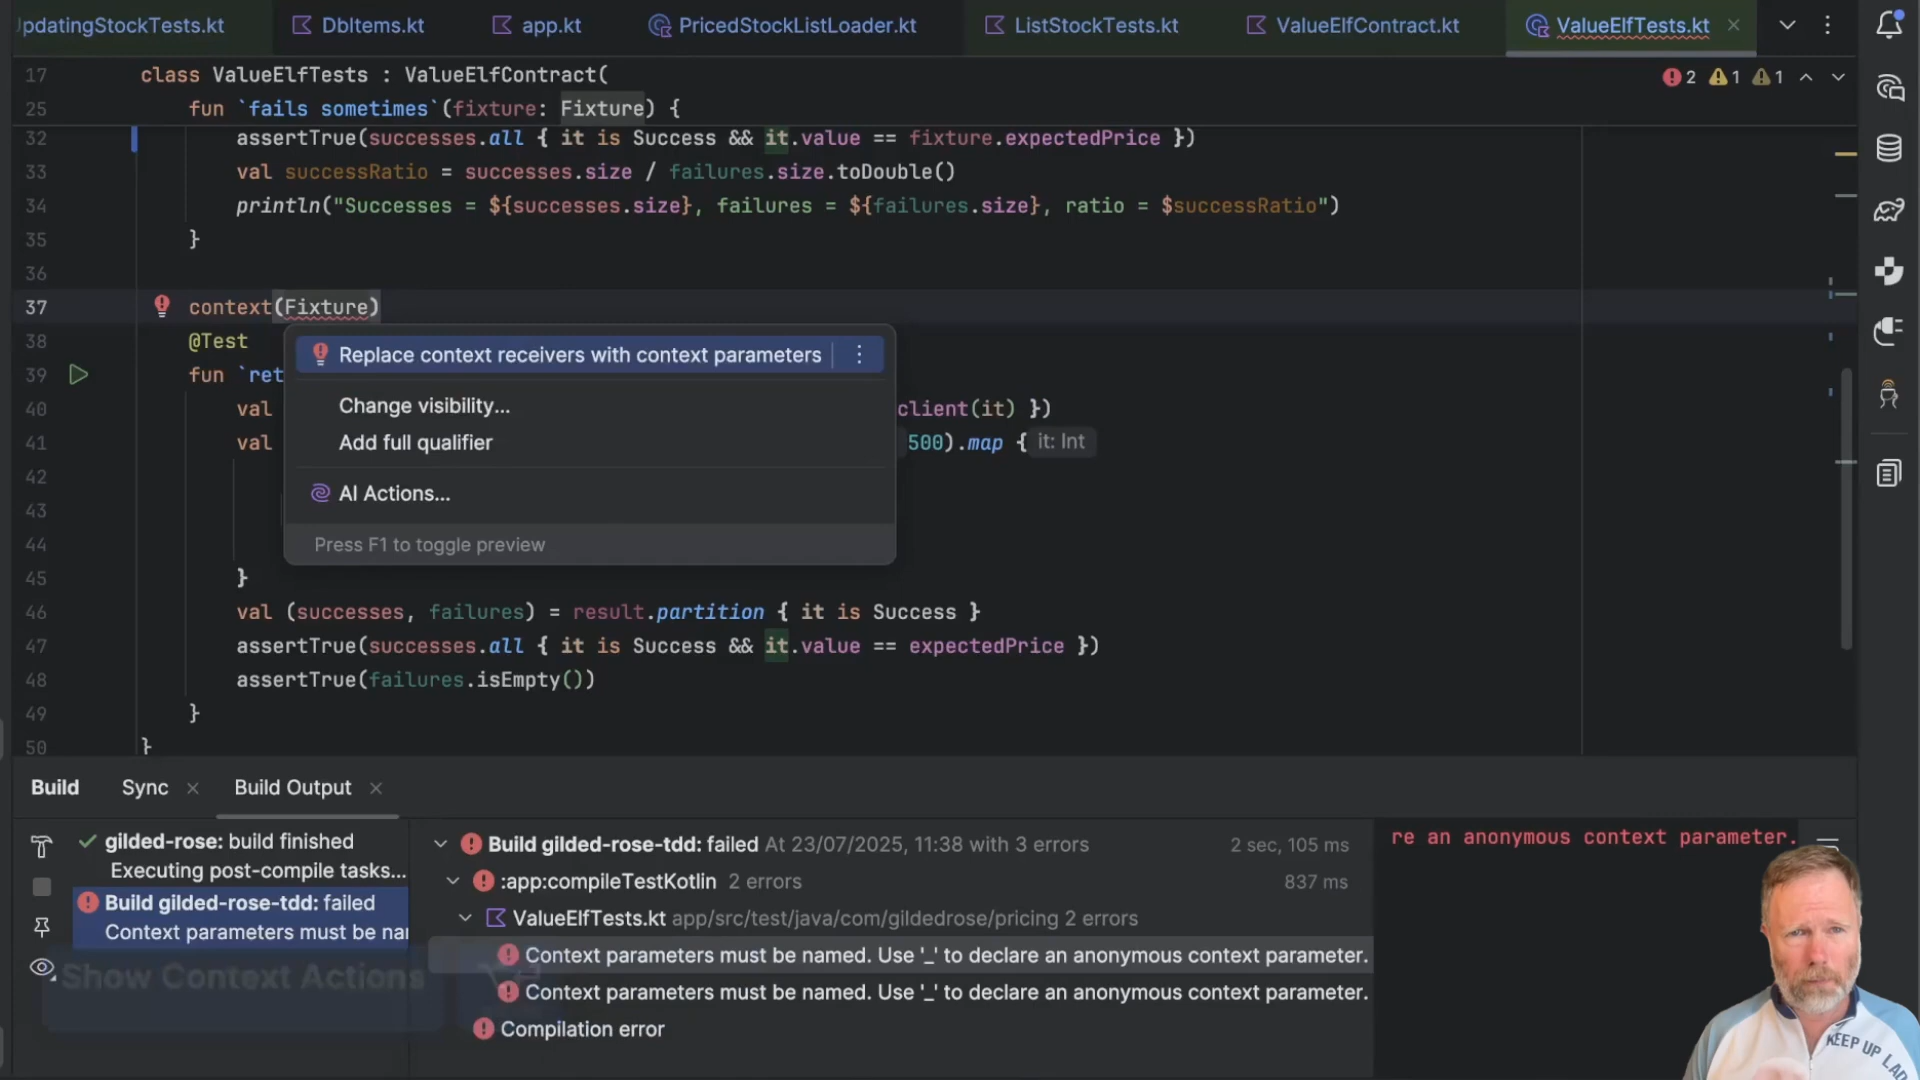 UpdatingStockTests.kt
DbItems.kt
app.kt
PricedStockListLoader.kt
ListStockTests.kt
ValueElfContract.kt
ValueElfTests.kt
17 class ValueElfTests : ValueElfContract(
2 1 1
25 fun `fails sometimes`(fixture: Fixture) {
32 assertTrue(successes.all { it is Success && it.value == fixture.expectedPrice })
33 val successRatio = successes.size / failures.size.toDouble()
34 println("Successes = ${successes.size}, failures = ${failures.size}, ratio = $successRatio")
35 }
36
37 context(Fixture)
38 @Test
39 fun `ret
40 val client(it) })
41 val 500).map { it: Int
42
43
44
45 }
46 val (successes, failures) = result.partition { it is Success }
47 assertTrue(successes.all { it is Success && it.value == expectedPrice })
48 assertTrue(failures.isEmpty())
49 }
50 }
Replace context receivers with context parameters
Change visibility...
Add full qualifier
AI Actions...
Press F1 to toggle preview
Build
Sync
Build Output
gilded-rose: build finished
Executing post-compile tasks...
Build gilded-rose-tdd: failed
Context parameters must be nar
Show Context Actions
Build gilded-rose-tdd: failed At 23/07/2025, 11:38 with 3 errors 2 sec, 105 ms
:app:compileTestKotlin 2 errors 837 ms
ValueElfTests.kt app/src/test/java/com/gildedrose/pricing 2 errors
Context parameters must be named. Use '_' to declare an anonymous context parameter.
Context parameters must be named. Use '_' to declare an anonymous context parameter.
Compilation error
re an anonymous context parameter.
KEEP UP LAD